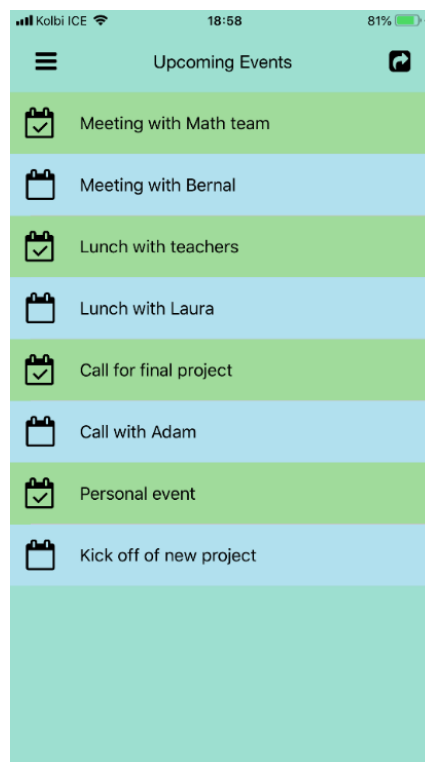 Kolbi ICE 18:58 81%
Upcoming Events
Meeting with Math team
Meeting with Bernal
Lunch with teachers
Lunch with Laura
Call for final project
Call with Adam
Personal event
Kick off of new project